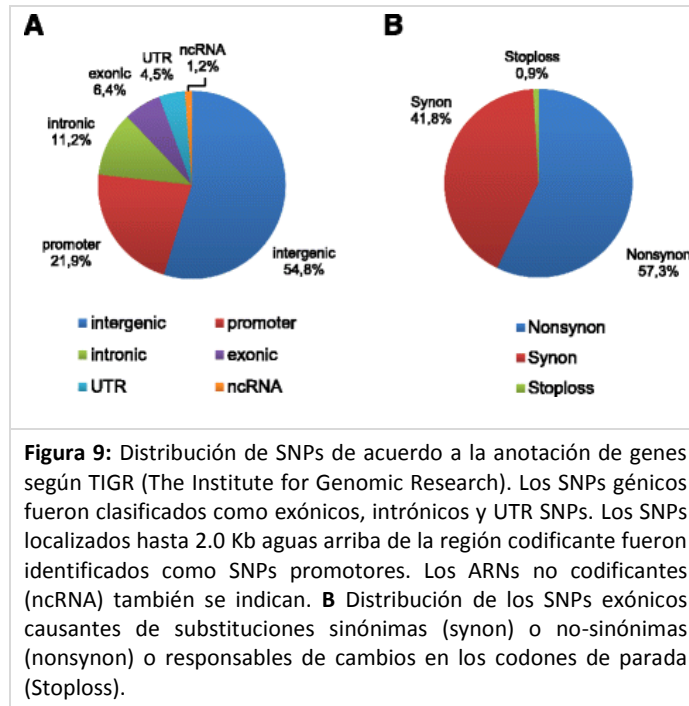 A
ncRNA
1,2%
UTR
4,5%
exonic
6,4%
intronic
11,2%
promoter
21,9%
intergenic
54,8%
intergenic
promoter
intronic
exonic
UTR
ncRNA
B
Stoploss
0,9%
Synon
41,8%
Nonsynon
57,3%
Nonsynon
Synon
Stoploss
Figura 9: Distribución de SNPs de acuerdo a la anotación de genes
según TIGR (The Institute for Genomic Research). Los SNPs génicos
fueron clasificados como exónicos, intrónicos y UTR SNPs. Los SNPs
localizados hasta 2.0 Kb aguas arriba de la región codificante fueron
identificados como SNPs promotores. Los ARNs no codificantes
(ncRNA) también se indican. B Distribución de los SNPs exónicos
causantes de substituciones sinónimas (synon) o no-sinónimas
(nonsynon) o responsables de cambios en los codones de parada
(Stoploss).